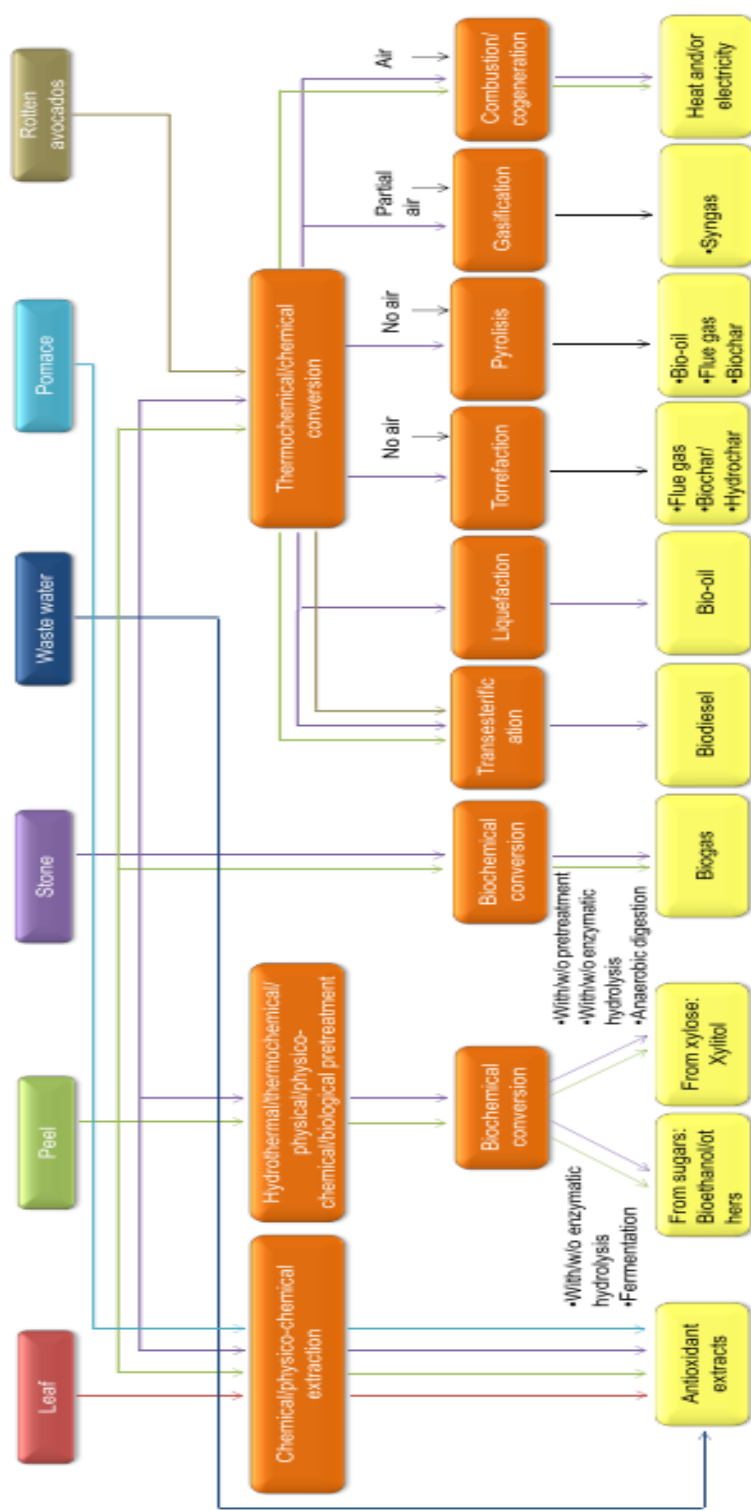 Leaf
Peel
Stone
Waste water
Pomace
Rotten
avocados
Chemical/physico-chemical
extraction
Hydrothermal/thermochemical/
physical/physico-
chemical/biological pretreatment
Thermochemical/chemical
conversion
No air
No air
Partial
air
Air
Biochemical
conversion
Biochemical
conversion
Transesterific
ation
Liquefaction
Torrefaction
Pyrolisis
Gasification
Combustion/
cogeneration
•With/w/o enzymatic
hydrolysis
•Fermentation
•With/w/o pretreatment
•With/w/o enzymatic
hydrolysis
•Anaerobic digestion
Antioxidant
extracts
From sugars:
Bioethanol/ot
hers
From xylose:
Xylitol
Biogas
Biodiesel
Bio-oil
•Flue gas
•Biochar/
•Hydrochar
•Bio-oil
•Flue gas
•Biochar
•Syngas
Heat and/or
electricity